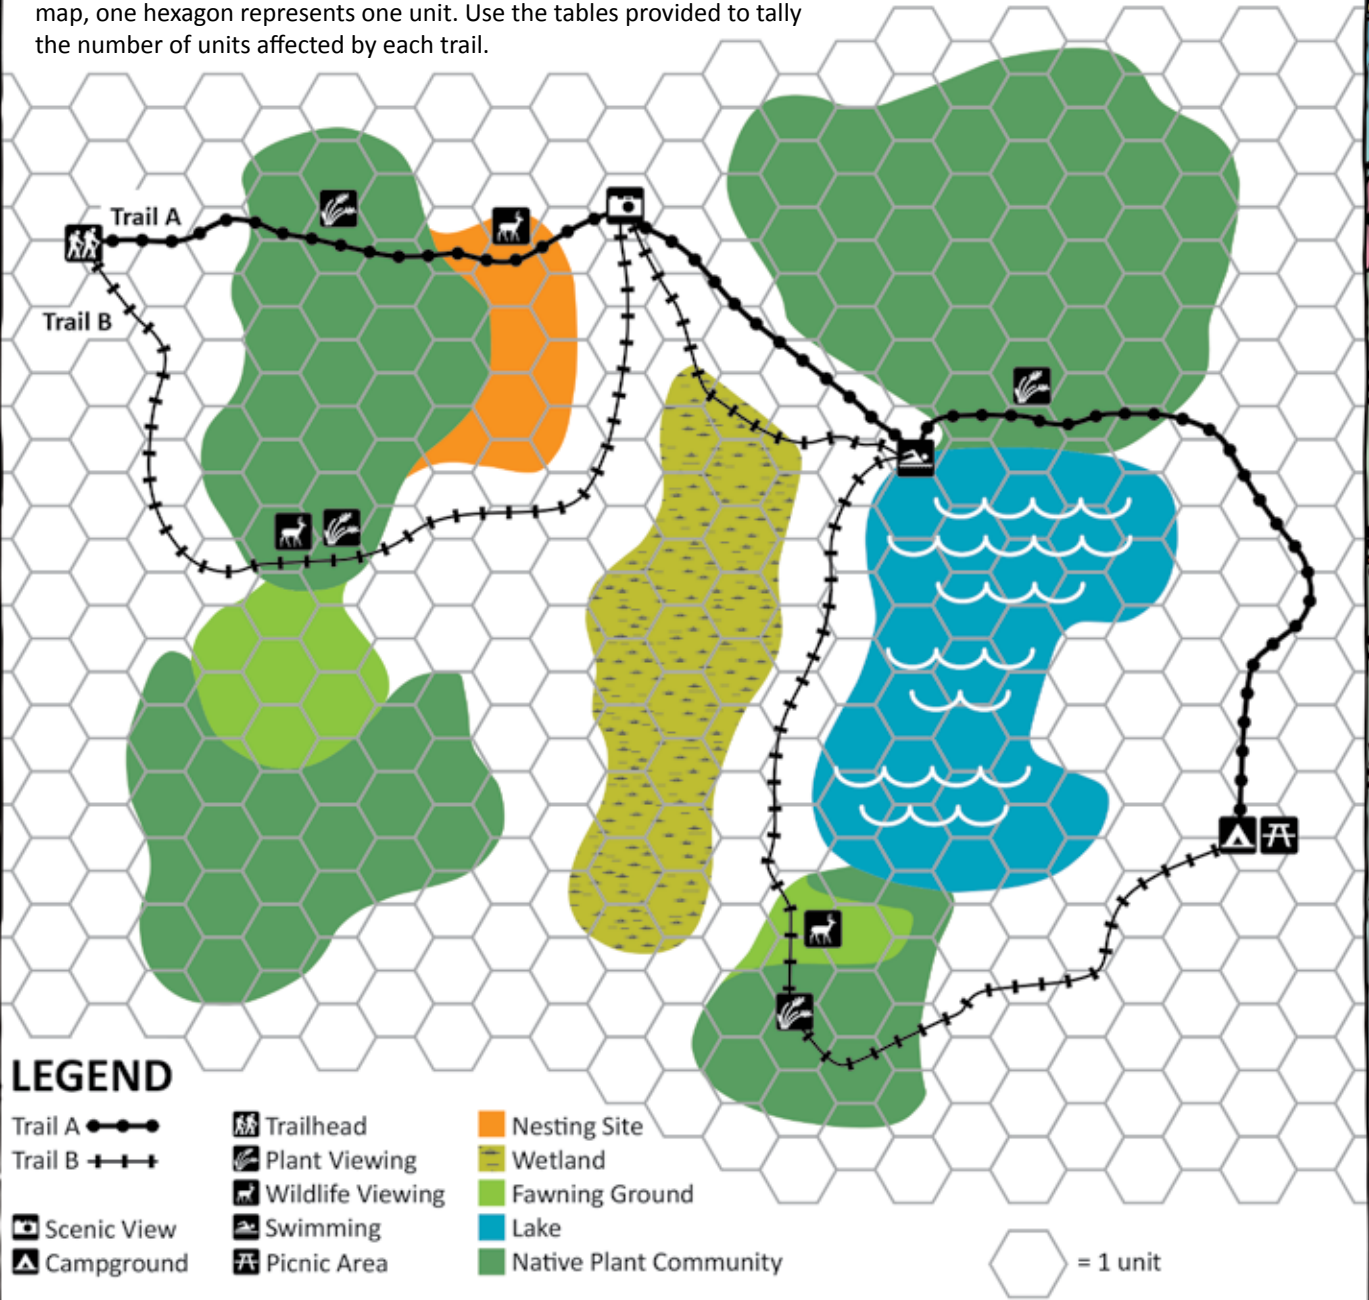 map, one hexagon represents one unit. Use the tables provided to tally
the number of units affected by each trail.
Trail A
Trail B
LEGEND
Trail A
Trail B
Scenic View
Campground
Trailhead
Plant Viewing
Wildlife Viewing
Swimming
Picnic Area
Nesting Site
Wetland
Fawning Ground
Lake
Native Plant Community
= 1 unit